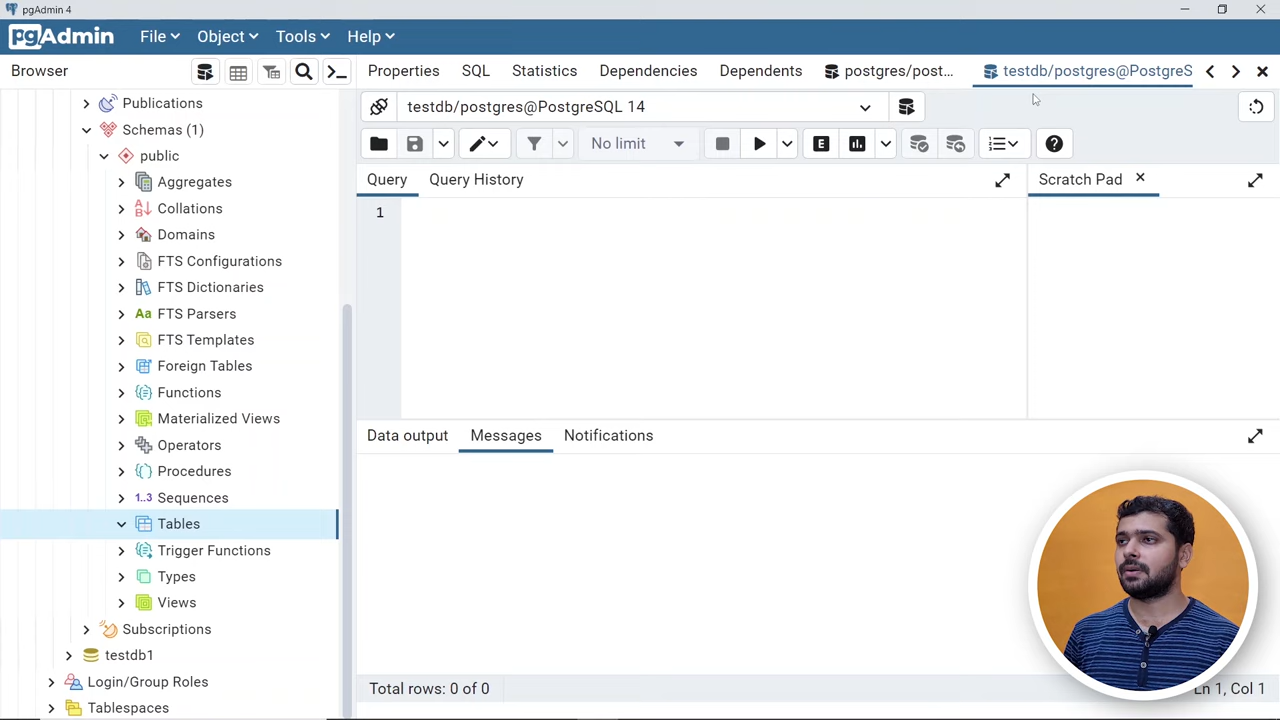 pgAdmin 4
pgAdmin File Object Tools Help
Browser
Properties SQL Statistics Dependencies Dependents postgres/post... testdb/postgres@PostgreS
testdb/postgres@PostgreSQL 14
No limit E ?
Query Query History
Scratch Pad
1
Publications
Schemas (1)
public
Aggregates
Collations
Domains
FTS Configurations
FTS Dictionaries
Aa FTS Parsers
FTS Templates
Foreign Tables
Functions
Materialized Views
Operators
Procedures
1..3 Sequences
Tables
Trigger Functions
Types
Views
Subscriptions
testdb1
Login/Group Roles
Tablespaces
Data output Messages Notifications
Total rows: 0 of 0
Ln 1, Col 1